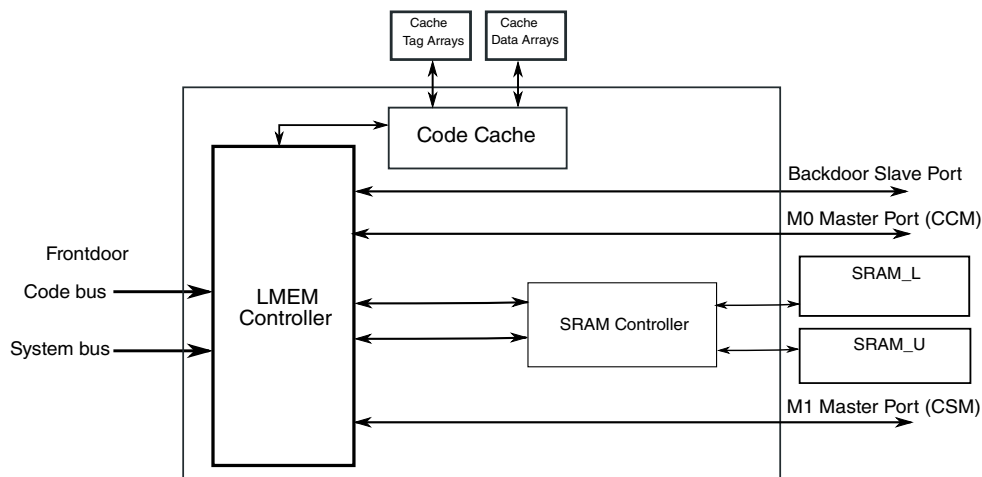 Cache
Tag Arrays
Cache
Data Arrays
Code Cache
Backdoor Slave Port
M0 Master Port (CCM)
Frontdoor
Code bus
System bus
LMEM
Controller
SRAM Controller
SRAM_L
SRAM_U
M1 Master Port (CSM)